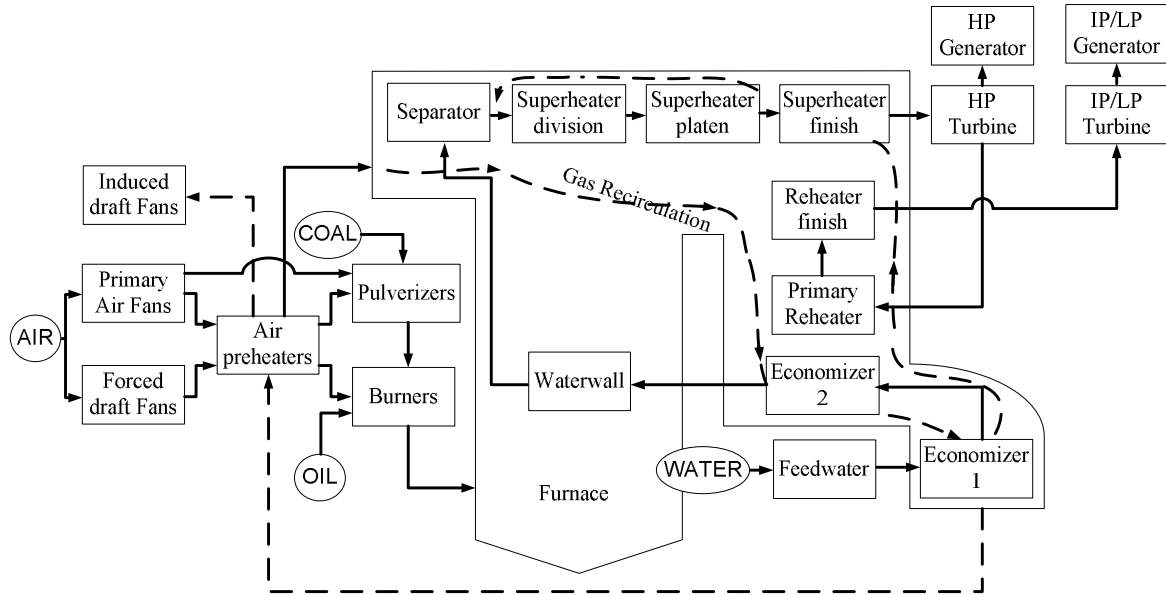 HP
Generator
IP/LP
Generator
Separator
Superheater
division
Superheater
platen
Superheater
finish
HP
Turbine
IP/LP
Turbine
Induced
draft Fans
Gas Recirculation
Reheater
finish
COAL
Primary
Air Fans
Pulverizers
Primary
Reheater
AIR
Air
preheaters
Forced
draft Fans
Burners
Waterwall
Economizer
2
OIL
WATER
Feedwater
Economizer
1
Furnace